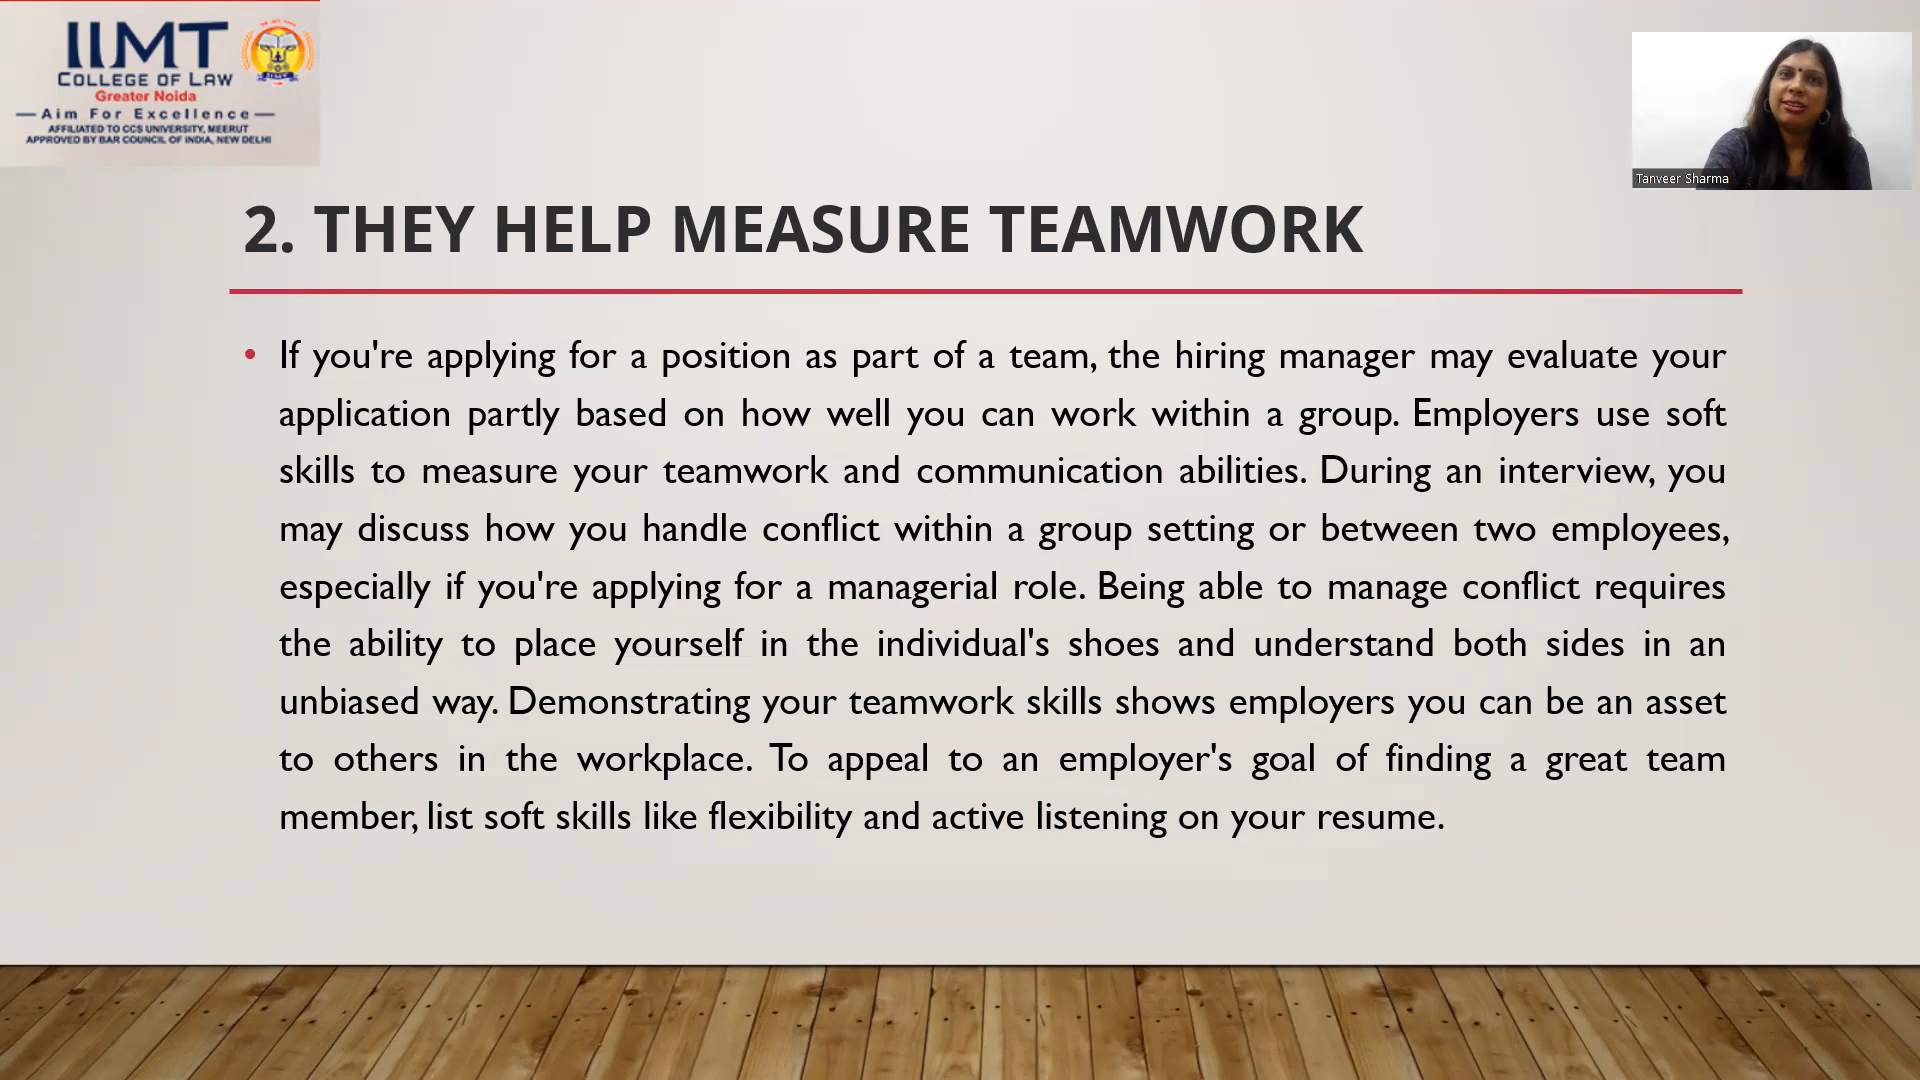 IIMT
COLLEGE OF LAW
Greater Noida
— Aim For Excellence —
AFFILIATED TO CCS UNIVERSITY, MEERUT
APPROVED BY BAR COUNCIL OF INDIA, NEW DELHI
Tanveer Sharma
2. THEY HELP MEASURE TEAMWORK
• If you're applying for a position as part of a team, the hiring manager may evaluate your
application partly based on how well you can work within a group. Employers use soft
skills to measure your teamwork and communication abilities. During an interview, you
may discuss how you handle conflict within a group setting or between two employees,
especially if you're applying for a managerial role. Being able to manage conflict requires
the ability to place yourself in the individual's shoes and understand both sides in an
unbiased way. Demonstrating your teamwork skills shows employers you can be an asset
to others in the workplace. To appeal to an employer's goal of finding a great team
member, list soft skills like flexibility and active listening on your resume.